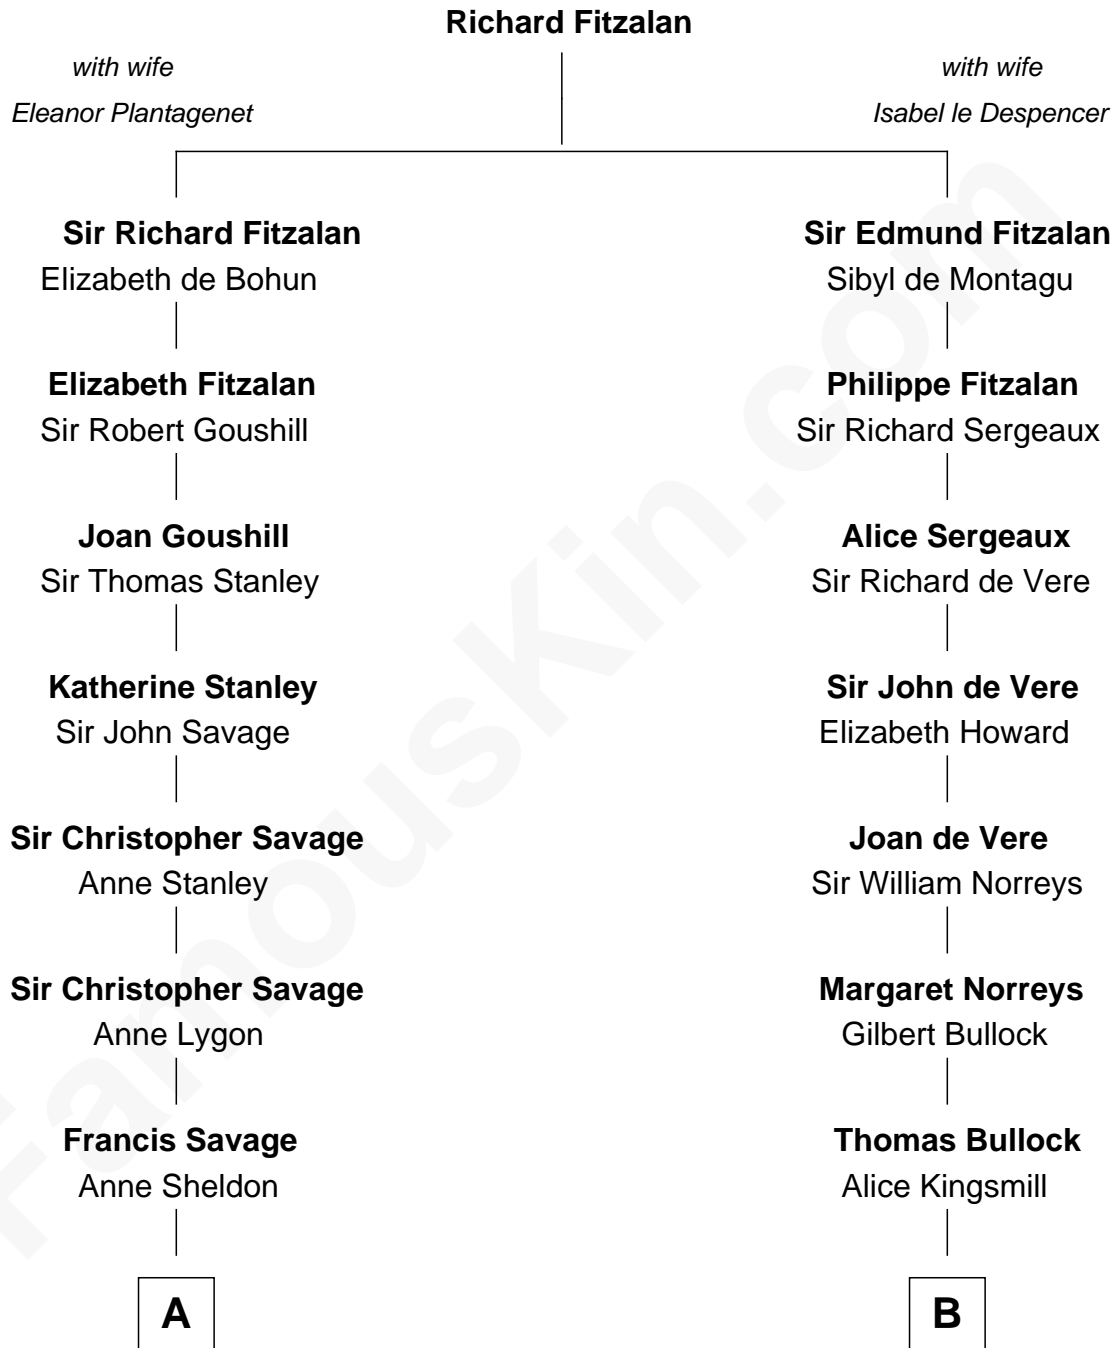 Richard Fitzalan
with wife
Eleanor Plantagenet
with wife
Isabel le Despencer
Sir Richard Fitzalan
Elizabeth de Bohun
Sir Edmund Fitzalan
Sibyl de Montagu
Elizabeth Fitzalan
Sir Robert Goushill
Philippe Fitzalan
Sir Richard Sergeaux
Joan Goushill
Sir Thomas Stanley
Alice Sergeaux
Sir Richard de Vere
Katherine Stanley
Sir John Savage
Sir John de Vere
Elizabeth Howard
Sir Christopher Savage
Anne Stanley
Joan de Vere
Sir William Norreys
Sir Christopher Savage
Anne Lygon
Margaret Norreys
Gilbert Bullock
Francis Savage
Anne Sheldon
Thomas Bullock
Alice Kingsmill
A
B
FamousKin.com